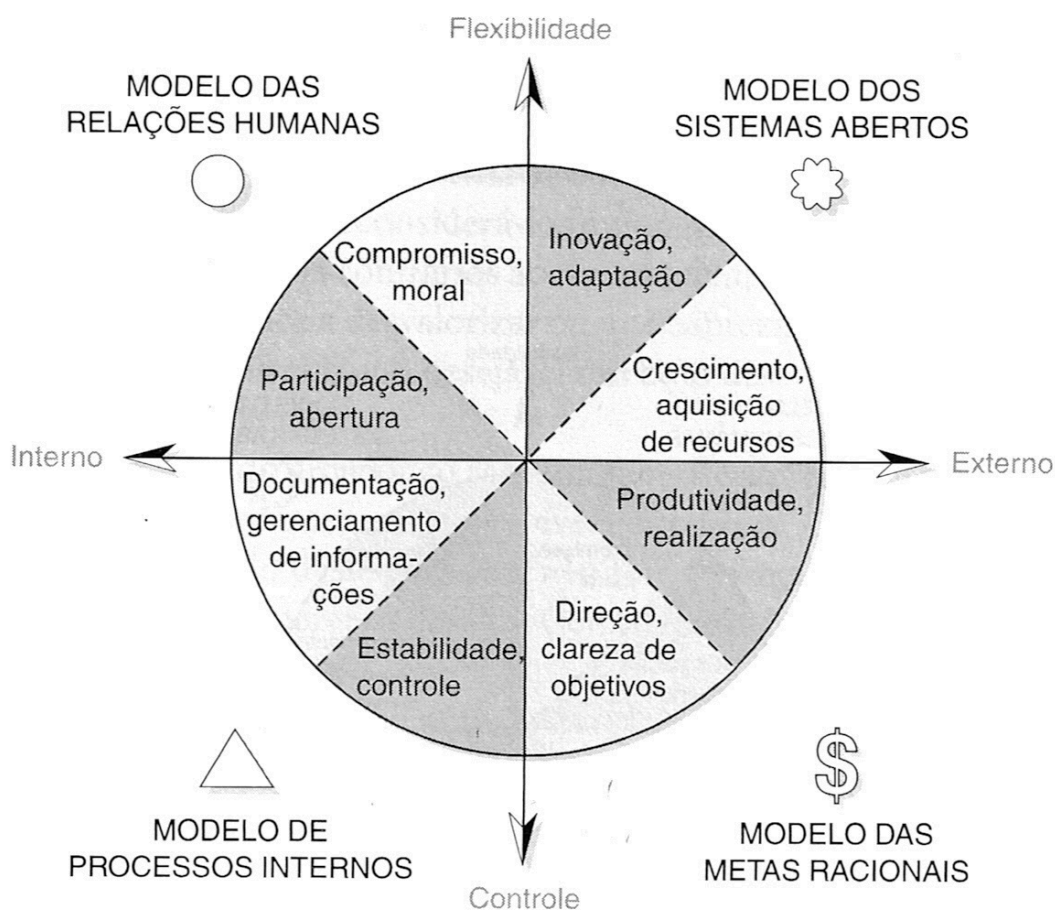 Flexibilidade
MODELO DAS
RELAÇÕES HUMANAS
MODELO DOS
SISTEMAS ABERTOS
Compromisso,
moral
Inovação,
adaptação
Participação,
abertura
Crescimento,
aquisição
de recursos
Interno
Externo
Documentação,
gerenciamento
de informa-
ções
Produtividade,
realização
Estabilidade,
controle
Direção,
clareza de
objetivos
$
MODELO DE
PROCESSOS INTERNOS
MODELO DAS
METAS RACIONAIS
Controle